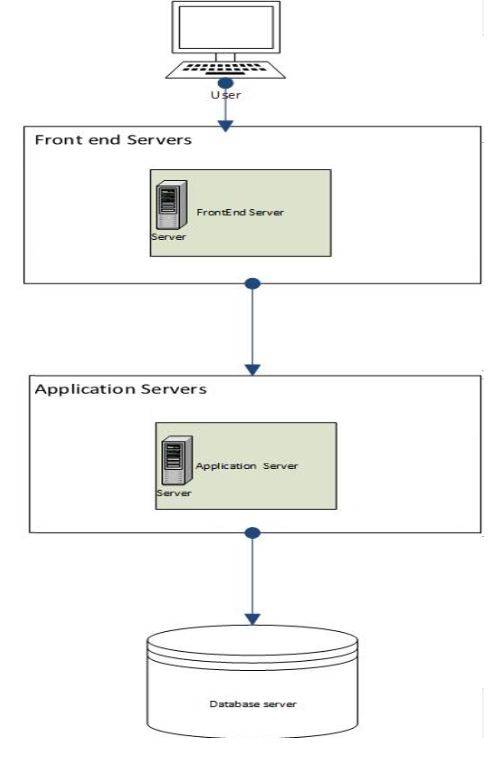 User
Front end Servers
FrontEnd Server
Server
Application Servers
Application Server
Server
Database server